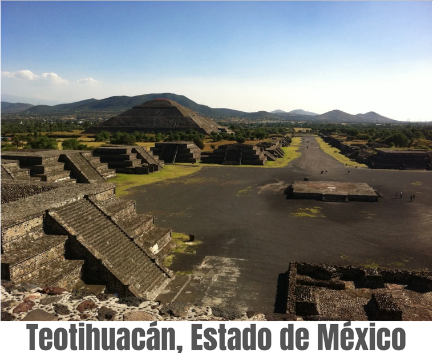 Teotihuacán, Estado de México